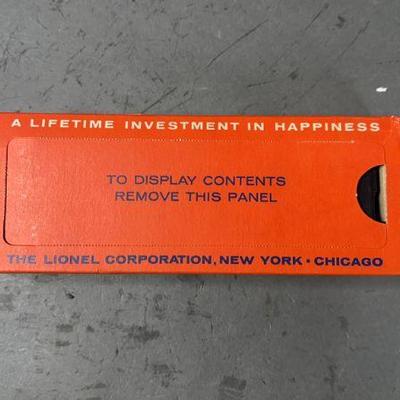 A LIFETIME INVESTMENT IN HAPPINESS
TO DISPLAY CONTENTS
REMOVE THIS PANEL
THE LIONEL CORPORATION, NEW YORK • CHICAGO